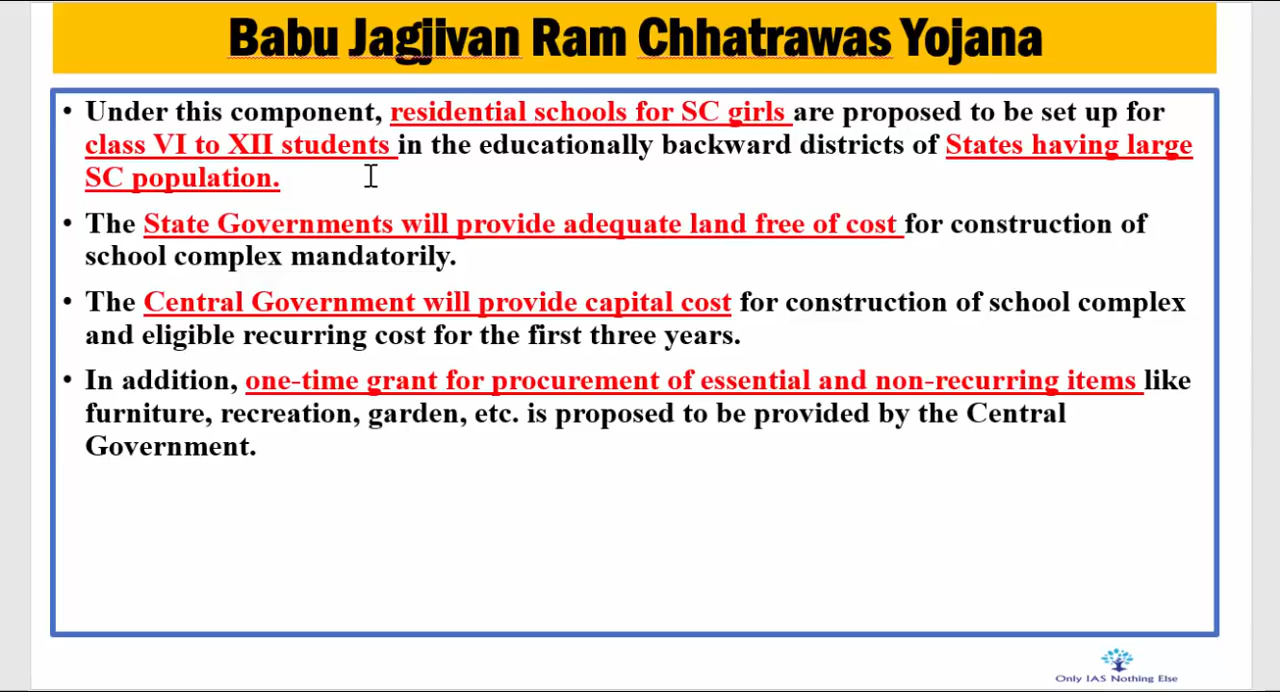 Babu Jagjivan Ram Chhatrawas Yojana
• Under this component, residential schools for SC girls are proposed to be set up for
class VI to XII students in the educationally backward districts of States having large
SC population.
• The State Governments will provide adequate land free of cost for construction of
school complex mandatorily.
• The Central Government will provide capital cost for construction of school complex
and eligible recurring cost for the first three years.
• In addition, one-time grant for procurement of essential and non-recurring items like
furniture, recreation, garden, etc. is proposed to be provided by the Central
Government.
Only IAS Nothing Else